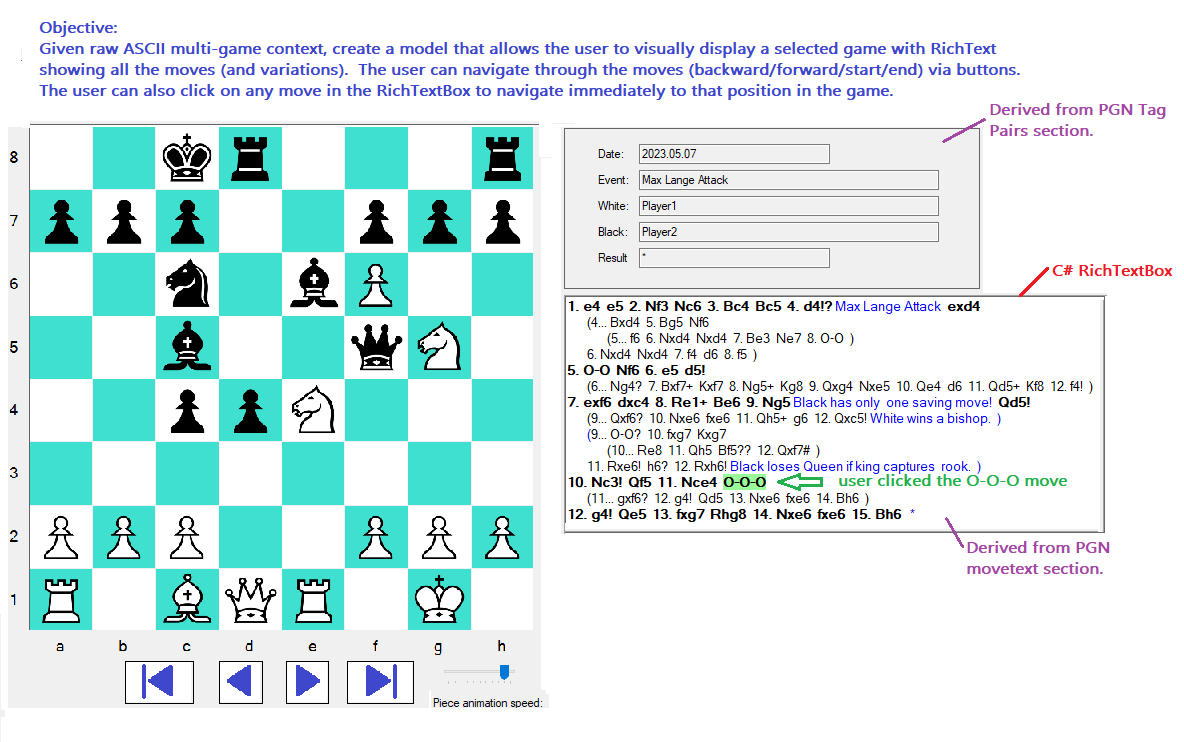 Objective:
Given raw ASCII multi-game context, create a model that allows the user to visually display a selected game with RichText
showing all the moves (and variations).  The user can navigate through the moves (backward/forward/start/end) via buttons.
The user can also click on any move in the RichTextBox to navigate immediately to that position in the game.
Derived from PGN Tag
Pairs section.
Date: 2023.05.07
Event: Max Lange Attack
White: Player1
Black: Player2
Result *
C# RichTextBox
1. e4 e5 2. Nf3 Nc6 3. Bc4 Bc5 4. d4!? Max Lange Attack exd4
(4... Bxd4 5. Bg5 Nf6
(5... f6 6. Nxd4 Nxd4 7. Be3 Ne7 8. O-O )
6. Nxd4 Nxd4 7. f4 d6 8. f5 )
5. O-O Nf6 6. e5 d5!
(6... Ng4? 7. Bxf7+ Kxf7 8. Ng5+ Kg8 9. Qxg4 Nxe5 10. Qe4 d6 11. Qd5+ Kf8 12. f4! )
7. exf6 dxc4 8. Re1+ Be6 9. Ng5 Black has only one saving move! Qd5!
(9... Qxf6? 10. Nxe6 fxe6 11. Qh5+ g6 12. Qxc5! White wins a bishop. )
(9... O-O? 10. fxg7 Kxg7
(10... Re8 11. Qh5 Bf5?? 12. Qxf7# )
11. Rxe6! h6? 12. Rxh6! Black loses Queen if king captures rook. )
10. Nc3! Qf5 11. Nce4 O-O-O user clicked the O-O-O move
(11... gxf6? 12. g4! Qd5 13. Nxe6 fxe6 14. Bh6 )
12. g4! Qe5 13. fxg7 Rhg8 14. Nxe6 fxe6 15. Bh6 *
Derived from PGN
movetext section.
8
7
6
5
4
3
2
1
a b c d e f g h
Piece animation speed: